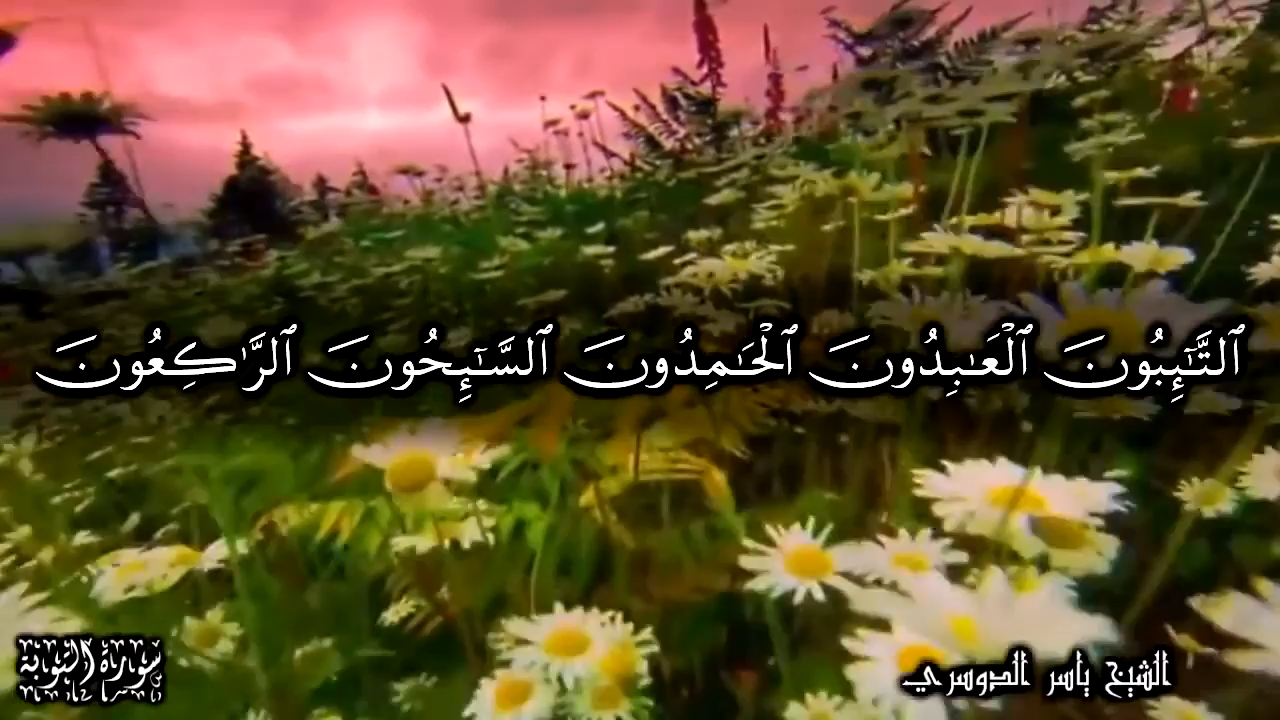 ٱلتَّـٰٓئِبُونَ ٱلْعَـٰبِدُونَ ٱلْحَـٰمِدُونَ ٱلسَّـٰٓئِحُونَ ٱلرَّٰكِعُونَ
سورة التوبة
الشيخ ياسر الدوسري